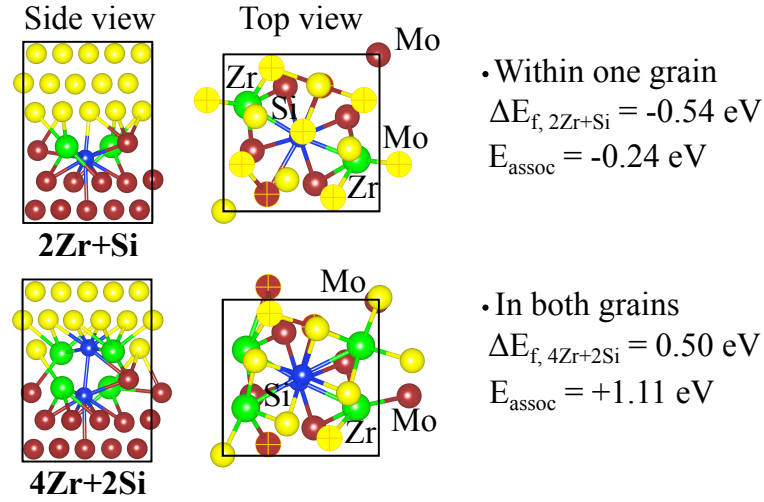 Side view
Top view
Mo
Zr
Si
Mo
Zr
2Zr+Si
• Within one grain
ΔE_f, 2Zr+Si = -0.54 eV
E_assoc = -0.24 eV
Mo
Si
Mo
Zr
4Zr+2Si
• In both grains
ΔE_f, 4Zr+2Si = 0.50 eV
E_assoc = +1.11 eV